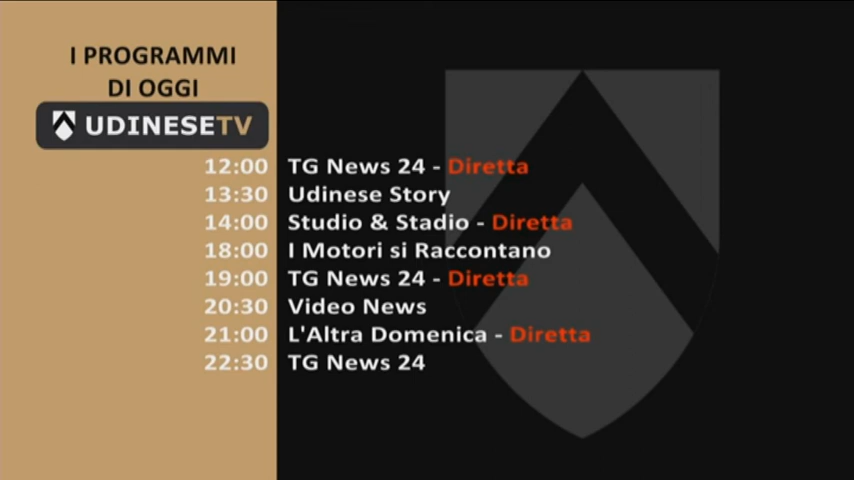 I PROGRAMMI
DI OGGI
UDINESETV
12:00 TG News 24 - Diretta
13:30 Udinese Story
14:00 Studio & Stadio - Diretta
18:00 I Motori si Raccontano
19:00 TG News 24 - Diretta
20:30 Video News
21:00 L'Altra Domenica - Diretta
22:30 TG News 24